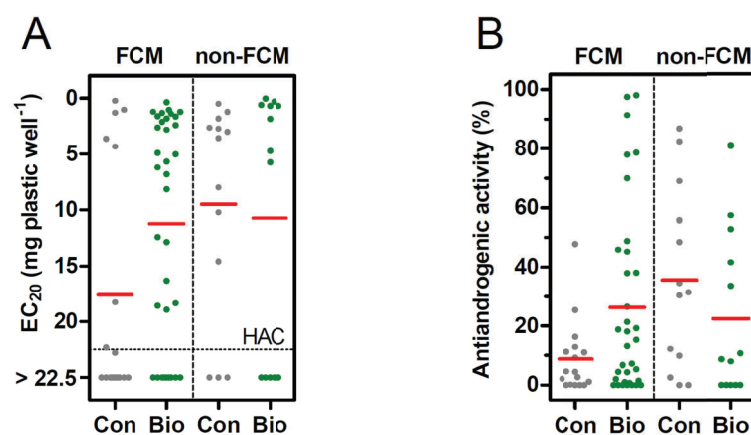 A
FCM non-FCM
EC20 (mg plastic well-1)
0
5
10
15
20
> 22.5
HAC
Con Bio Con Bio
B
FCM non-FCM
Antiandrogenic activity (%)
100
80
60
40
20
0
Con Bio Con Bio